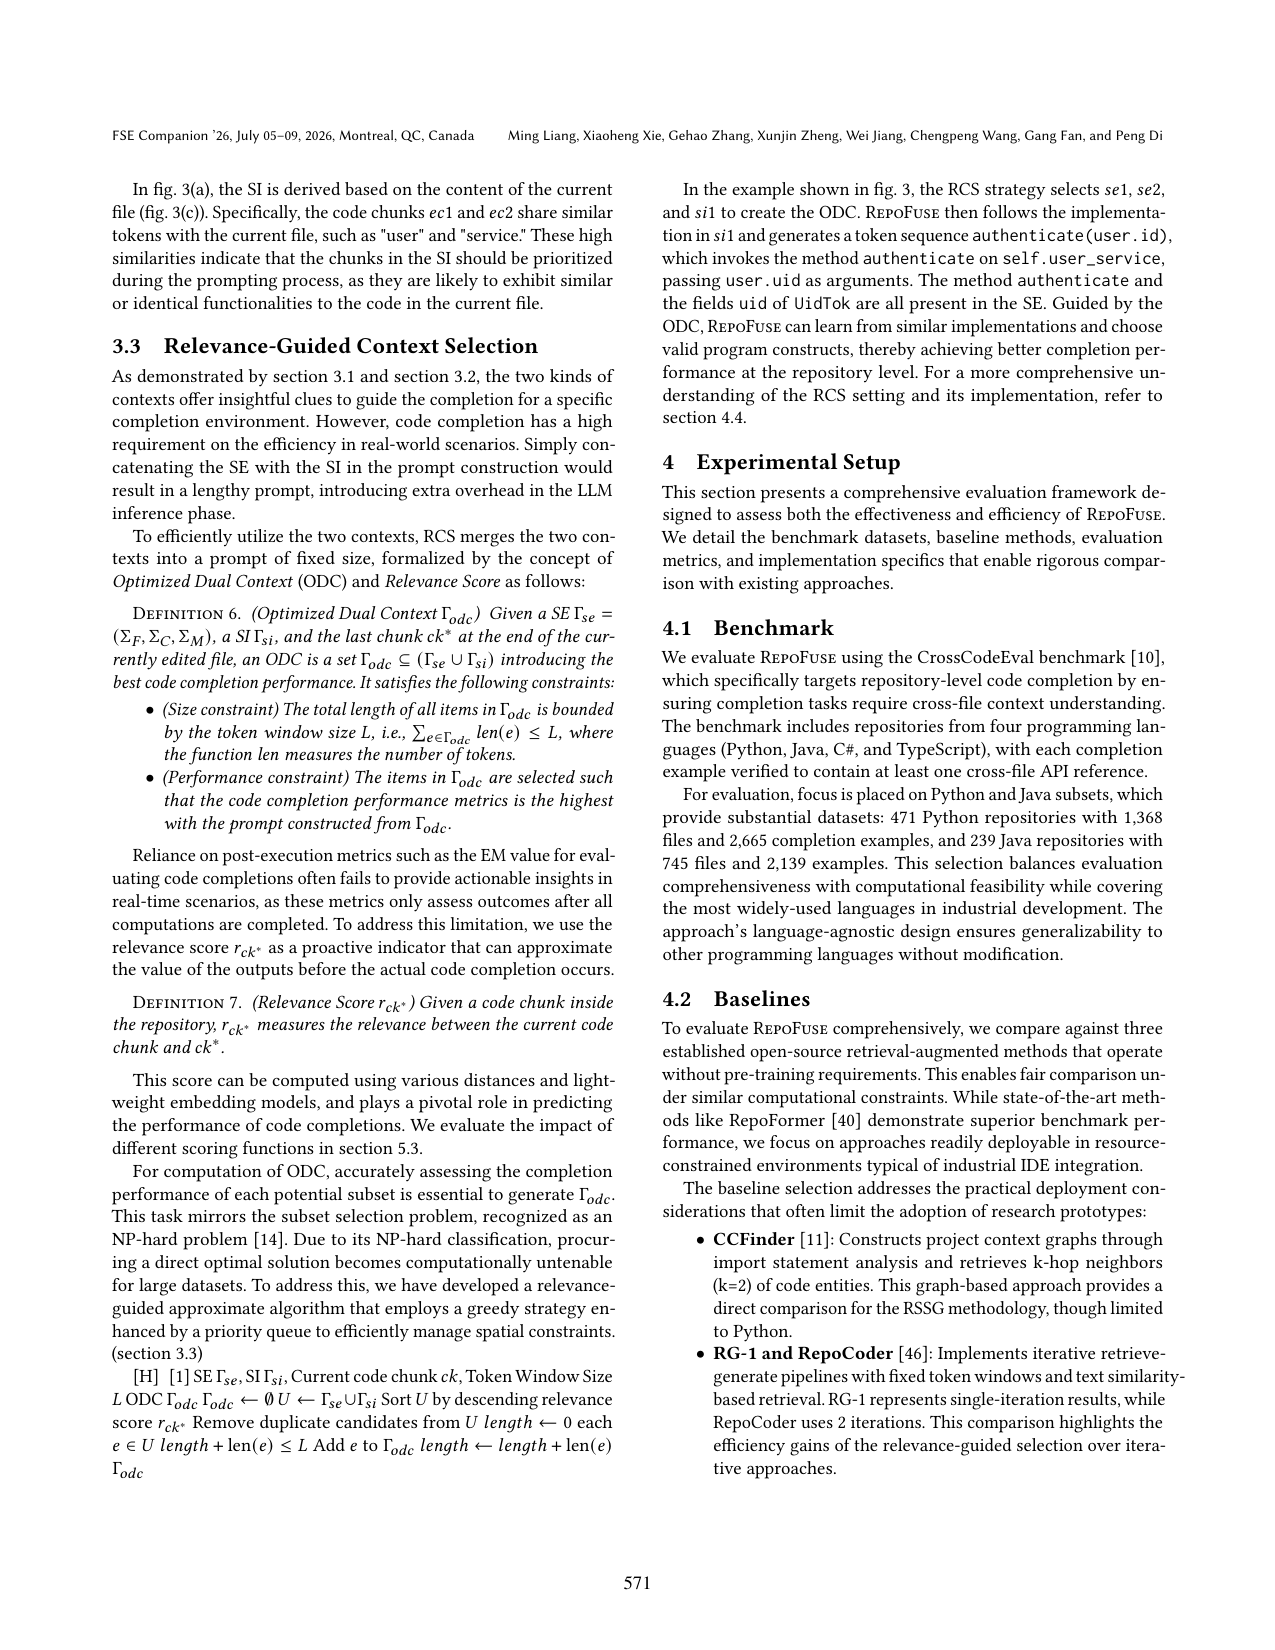 FSE Companion ’26, July 05–09, 2026, Montreal, QC, Canada
Ming Liang, Xiaoheng Xie, Gehao Zhang, Xunjin Zheng, Wei Jiang, Chengpeng Wang, Gang Fan, and Peng Di
In fig. 3(a), the SI is derived based on the content of the current
file (fig. 3(c)). Specifically, the code chunks ec1 and ec2 share similar
tokens with the current file, such as "user" and "service." These high
similarities indicate that the chunks in the SI should be prioritized
during the prompting process, as they are likely to exhibit similar
or identical functionalities to the code in the current file.
3.3 Relevance-Guided Context Selection
As demonstrated by section 3.1 and section 3.2, the two kinds of
contexts offer insightful clues to guide the completion for a specific
completion environment. However, code completion has a high
requirement on the efficiency in real-world scenarios. Simply con-
catenating the SE with the SI in the prompt construction would
result in a lengthy prompt, introducing extra overhead in the LLM
inference phase.
To efficiently utilize the two contexts, RCS merges the two con-
texts into a prompt of fixed size, formalized by the concept of
Optimized Dual Context (ODC) and Relevance Score as follows:
Definition 6. (Optimized Dual Context Γodc) Given a SE Γse =
(ΣF, ΣC, ΣM), a SI Γsi, and the last chunk ck* at the end of the cur-
rently edited file, an ODC is a set Γodc ⊆ (Γse ∪ Γsi) introducing the
best code completion performance. It satisfies the following constraints:
• (Size constraint) The total length of all items in Γodc is bounded
by the token window size L, i.e., ∑e∈Γodc len(e) ≤ L, where
the function len measures the number of tokens.
• (Performance constraint) The items in Γodc are selected such
that the code completion performance metrics is the highest
with the prompt constructed from Γodc.
Reliance on post-execution metrics such as the EM value for eval-
uating code completions often fails to provide actionable insights in
real-time scenarios, as these metrics only assess outcomes after all
computations are completed. To address this limitation, we use the
relevance score rck* as a proactive indicator that can approximate
the value of the outputs before the actual code completion occurs.
Definition 7. (Relevance Score rck*) Given a code chunk inside
the repository, rck* measures the relevance between the current code
chunk and ck*.
This score can be computed using various distances and light-
weight embedding models, and plays a pivotal role in predicting
the performance of code completions. We evaluate the impact of
different scoring functions in section 5.3.
For computation of ODC, accurately assessing the completion
performance of each potential subset is essential to generate Γodc.
This task mirrors the subset selection problem, recognized as an
NP-hard problem [14]. Due to its NP-hard classification, procur-
ing a direct optimal solution becomes computationally untenable
for large datasets. To address this, we have developed a relevance-
guided approximate algorithm that employs a greedy strategy en-
hanced by a priority queue to efficiently manage spatial constraints.
(section 3.3)
[H] [1] SE Γse, SI Γsi, Current code chunk ck, Token Window Size
L ODC Γodc Γodc ← ∅ U ← Γse∪Γsi Sort U by descending relevance
score rck* Remove duplicate candidates from U length ← 0 each
e ∈ U length + len(e) ≤ L Add e to Γodc length ← length + len(e)
Γodc
In the example shown in fig. 3, the RCS strategy selects se1, se2,
and si1 to create the ODC. RepoFuse then follows the implementa-
tion in si1 and generates a token sequence authenticate(user.id),
which invokes the method authenticate on self.user_service,
passing user.uid as arguments. The method authenticate and
the fields uid of UidTok are all present in the SE. Guided by the
ODC, RepoFuse can learn from similar implementations and choose
valid program constructs, thereby achieving better completion per-
formance at the repository level. For a more comprehensive un-
derstanding of the RCS setting and its implementation, refer to
section 4.4.
4 Experimental Setup
This section presents a comprehensive evaluation framework de-
signed to assess both the effectiveness and efficiency of RepoFuse.
We detail the benchmark datasets, baseline methods, evaluation
metrics, and implementation specifics that enable rigorous compar-
ison with existing approaches.
4.1 Benchmark
We evaluate RepoFuse using the CrossCodeEval benchmark [10],
which specifically targets repository-level code completion by en-
suring completion tasks require cross-file context understanding.
The benchmark includes repositories from four programming lan-
guages (Python, Java, C#, and TypeScript), with each completion
example verified to contain at least one cross-file API reference.
For evaluation, focus is placed on Python and Java subsets, which
provide substantial datasets: 471 Python repositories with 1,368
files and 2,665 completion examples, and 239 Java repositories with
745 files and 2,139 examples. This selection balances evaluation
comprehensiveness with computational feasibility while covering
the most widely-used languages in industrial development. The
approach’s language-agnostic design ensures generalizability to
other programming languages without modification.
4.2 Baselines
To evaluate RepoFuse comprehensively, we compare against three
established open-source retrieval-augmented methods that operate
without pre-training requirements. This enables fair comparison un-
der similar computational constraints. While state-of-the-art meth-
ods like RepoFormer [40] demonstrate superior benchmark per-
formance, we focus on approaches readily deployable in resource-
constrained environments typical of industrial IDE integration.
The baseline selection addresses the practical deployment con-
siderations that often limit the adoption of research prototypes:
• CCFinder [11]: Constructs project context graphs through
import statement analysis and retrieves k-hop neighbors
(k=2) of code entities. This graph-based approach provides a
direct comparison for the RSSG methodology, though limited
to Python.
• RG-1 and RepoCoder [46]: Implements iterative retrieve-
generate pipelines with fixed token windows and text similarity-
based retrieval. RG-1 represents single-iteration results, while
RepoCoder uses 2 iterations. This comparison highlights the
efficiency gains of the relevance-guided selection over itera-
tive approaches.
571